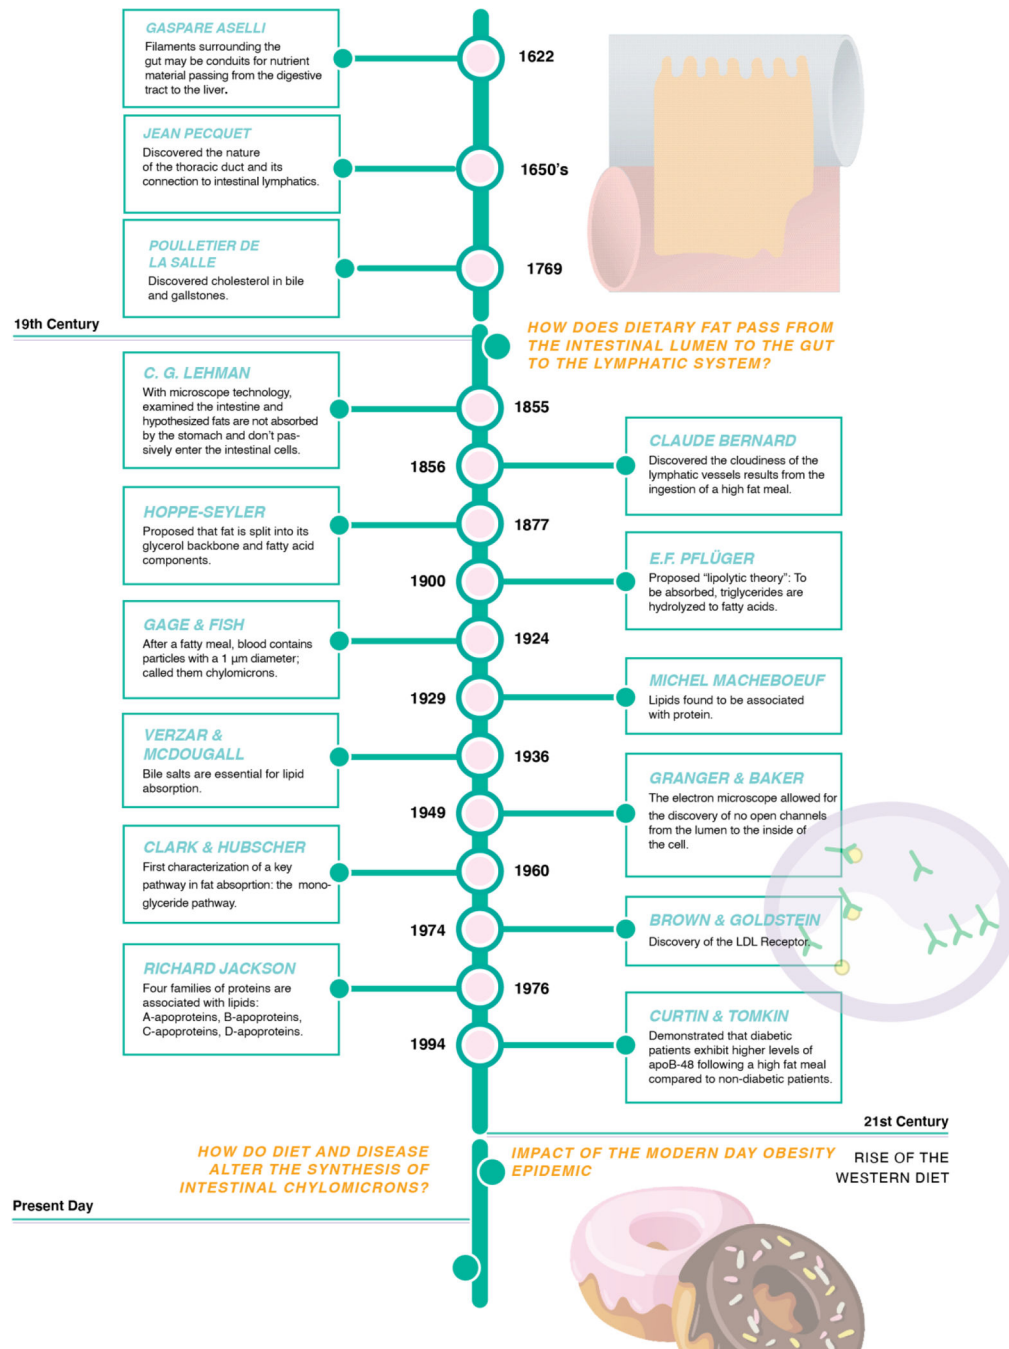 GASPARE ASELLI
Filaments surrounding the
gut may be conduits for nutrient
material passing from the digestive
tract to the liver.
1622
JEAN PECQUET
Discovered the nature
of the thoracic duct and its
connection to intestinal lymphatics.
1650's
POULLETIER DE
LA SALLE
Discovered cholesterol in bile
and gallstones.
1769
19th Century
HOW DOES DIETARY FAT PASS FROM
THE INTESTINAL LUMEN TO THE GUT
TO THE LYMPHATIC SYSTEM?
C. G. LEHMAN
With microscope technology,
examined the intestine and
hypothesized fats are not absorbed
by the stomach and don't pas-
sively enter the intestinal cells.
1855
1856
CLAUDE BERNARD
Discovered the cloudiness of the
lymphatic vessels results from the
ingestion of a high fat meal.
HOPPE-SEYLER
Proposed that fat is split into its
glycerol backbone and fatty acid
components.
1877
1900
E.F. PFLÜGER
Proposed “lipolytic theory”: To
be absorbed, triglycerides are
hydrolyzed to fatty acids.
GAGE & FISH
After a fatty meal, blood contains
particles with a 1 µm diameter;
called them chylomicrons.
1924
1929
MICHEL MACHEBOEUF
Lipids found to be associated
with protein.
VERZAR &
MCDOUGALL
Bile salts are essential for lipid
absorption.
1936
1949
GRANGER & BAKER
The electron microscope allowed for
the discovery of no open channels
from the lumen to the inside of
the cell.
CLARK & HUBSCHER
First characterization of a key
pathway in fat absoprtion: the mono-
glyceride pathway.
1960
1974
BROWN & GOLDSTEIN
Discovery of the LDL Receptor.
RICHARD JACKSON
Four families of proteins are
associated with lipids:
A-apoproteins, B-apoproteins,
C-apoproteins, D-apoproteins.
1976
1994
CURTIN & TOMKIN
Demonstrated that diabetic
patients exhibit higher levels of
apoB-48 following a high fat meal
compared to non-diabetic patients.
21st Century
HOW DO DIET AND DISEASE
ALTER THE SYNTHESIS OF
INTESTINAL CHYLOMICRONS?
IMPACT OF THE MODERN DAY OBESITY
EPIDEMIC
RISE OF THE
WESTERN DIET
Present Day